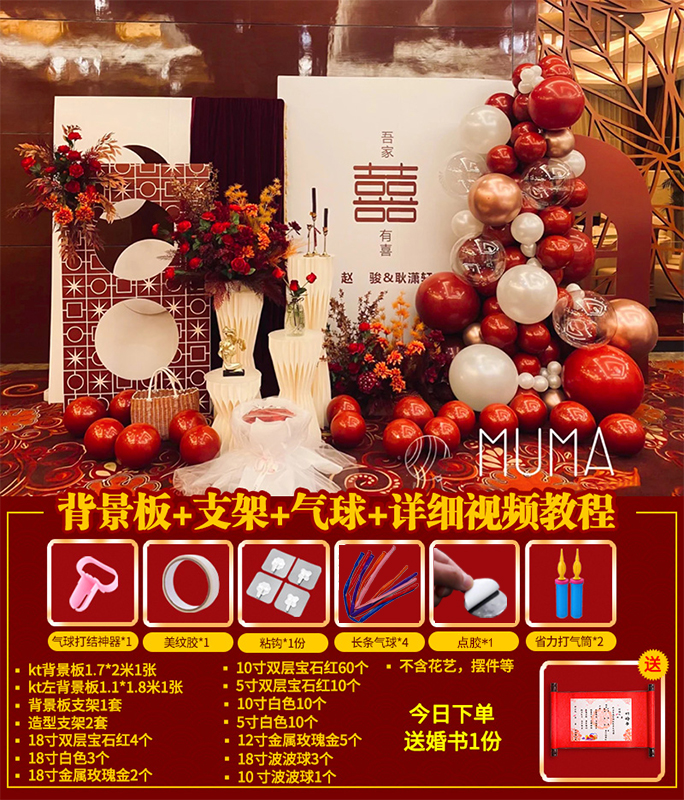 吾家
囍
有喜
赵 骏&耿潇轩
MUMA
背景板+支架+气球+详细视频教程
气球打结神器*1
美纹胶*1
粘钩*1份
长条气球*4
点胶*1
省力打气筒*2
kt背景板1.7*2米1张
kt左背景板1.1*1.8米1张
背景板支架1套
造型支架2套
18寸双层宝石红4个
18寸白色3个
18寸金属玫瑰金2个
10寸双层宝石红60个
5寸双层宝石红10个
10寸白色10个
5寸白色10个
12寸金属玫瑰金5个
18寸波波球3个
10 寸波波球1个
不含花艺，摆件等
今日下单
送婚书1份
送